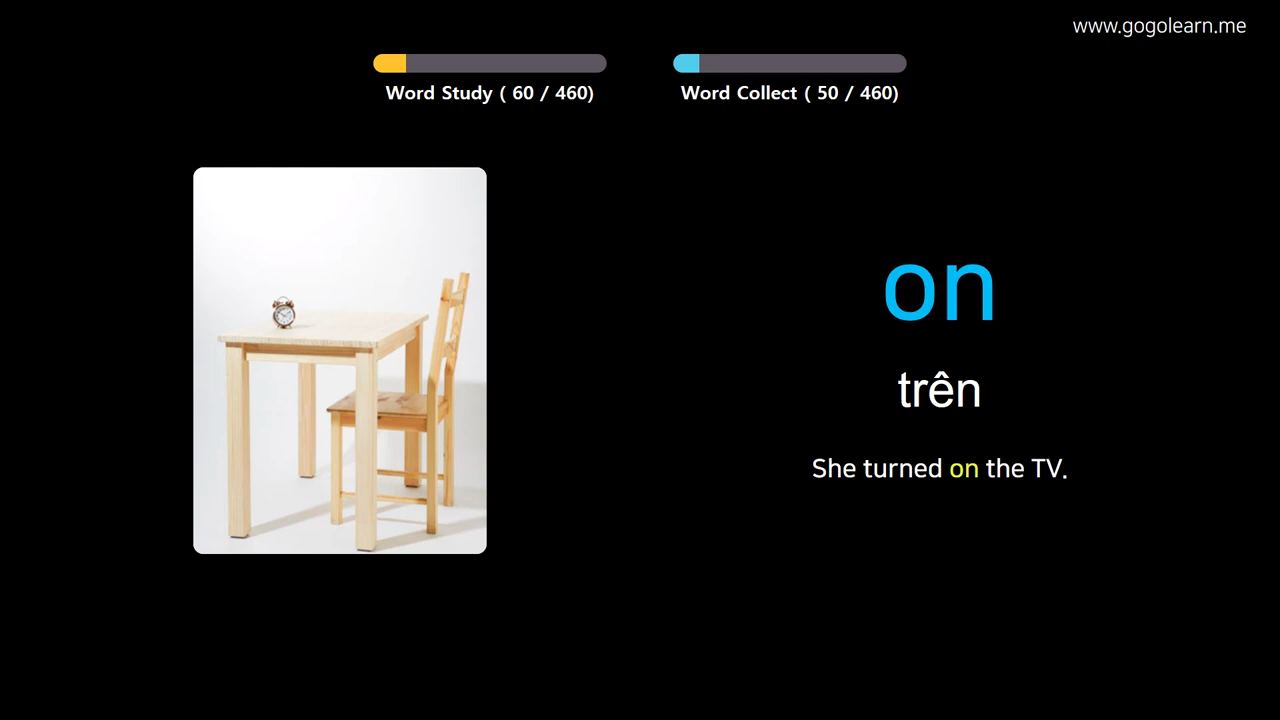 www.gogolearn.me
Word Study ( 60 / 460)
Word Collect ( 50 / 460)
on
trên
She turned on the TV.